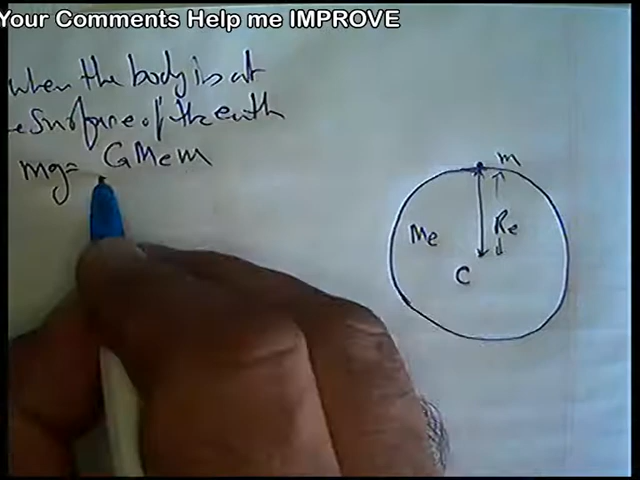 Your Comments Help me IMPROVE
when the body is at
e Surface of the earth
mg = GMem
m
Me
Re
C